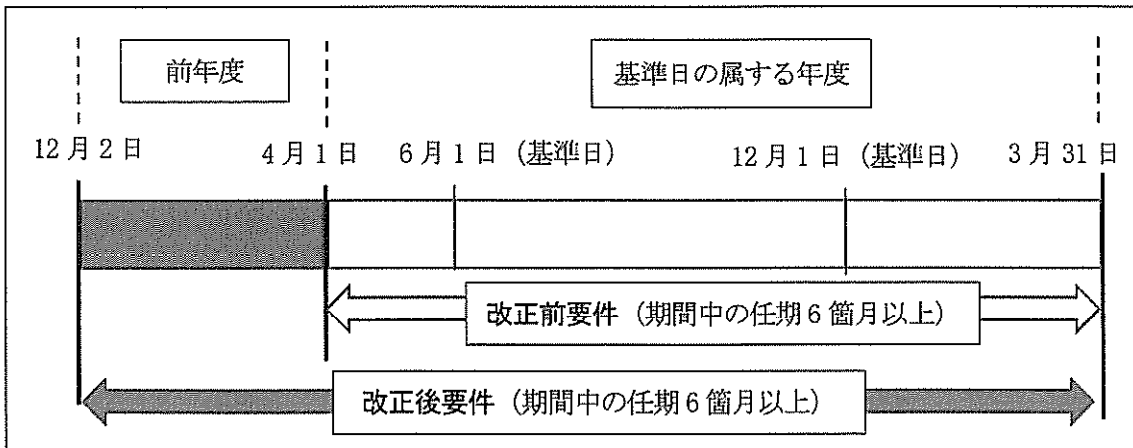 前年度
基準日の属する年度
12月2日 4月1日 6月1日（基準日） 12月1日（基準日） 3月31日
改正前要件（期間中の任期6箇月以上）
改正後要件（期間中の任期6箇月以上）